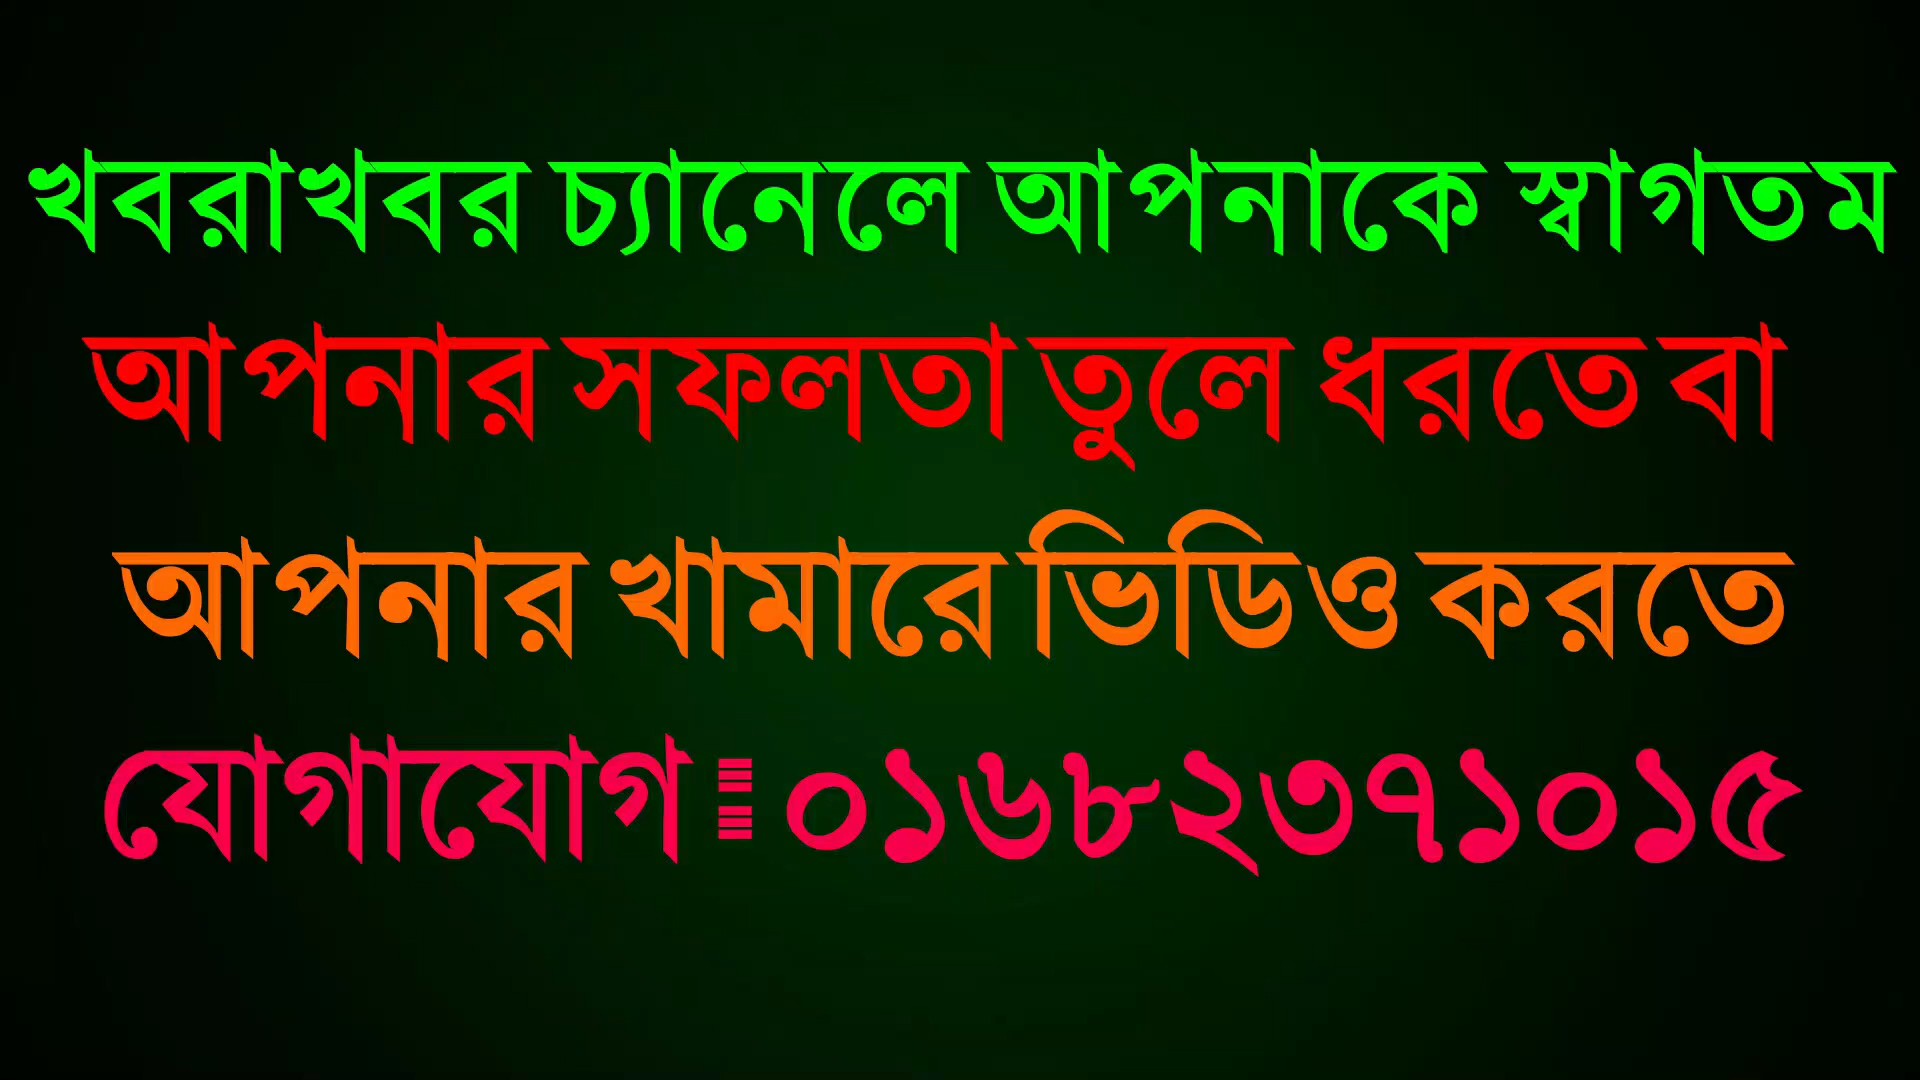 খবরাখবর চ্যানেলে আপনাকে স্বাগতম
আপনার সফলতা তুলে ধরতে বা
আপনার খামারে ভিডিও করতে
যোগাযোগ : ০১৬৮২৩৭১০১৫